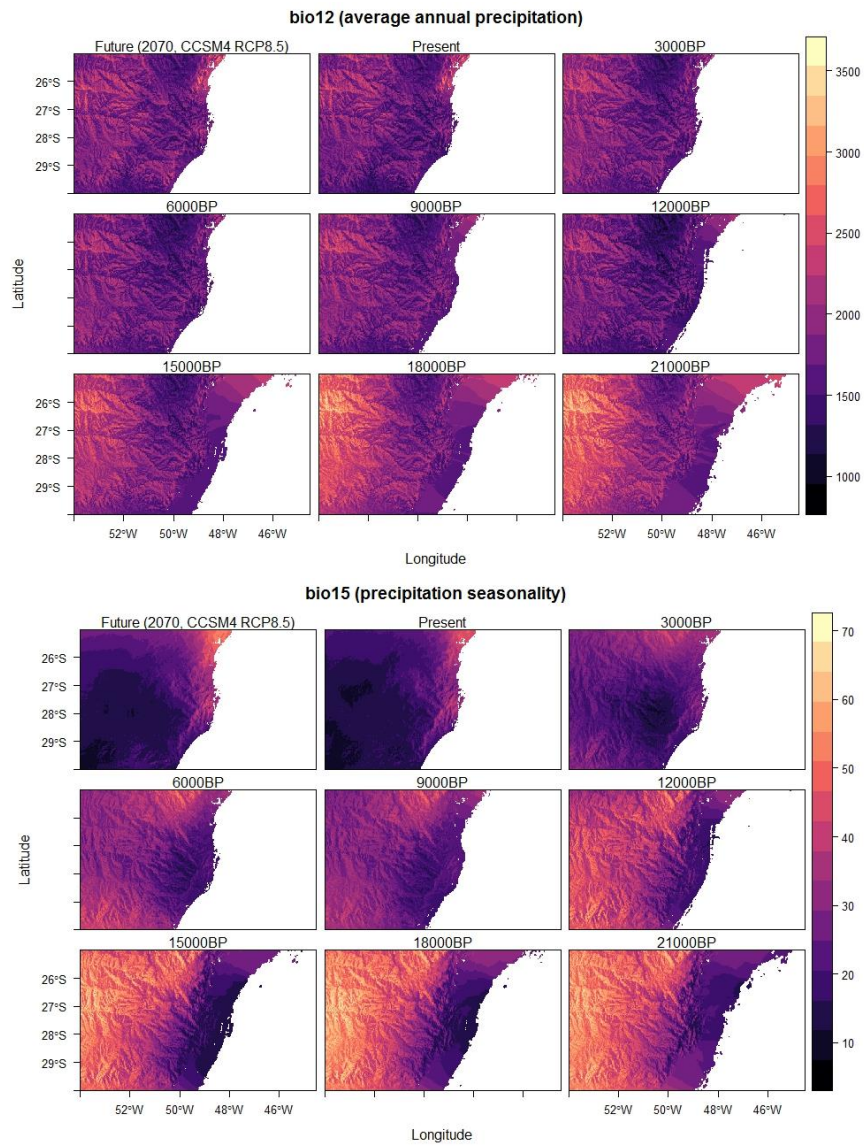 bio12 (average annual precipitation)
Future (2070, CCSM4 RCP8.5) Present 3000BP
26°S
27°S
28°S
29°S
6000BP 9000BP 12000BP
Latitude
15000BP 18000BP 21000BP
26°S
27°S
28°S
29°S
52°W 50°W 48°W 46°W 52°W 50°W 48°W 46°W
Longitude
3500
3000
2500
2000
1500
1000
bio15 (precipitation seasonality)
Future (2070, CCSM4 RCP8.5) Present 3000BP
26°S
27°S
28°S
29°S
6000BP 9000BP 12000BP
Latitude
15000BP 18000BP 21000BP
26°S
27°S
28°S
29°S
52°W 50°W 48°W 46°W 52°W 50°W 48°W 46°W
Longitude
70
60
50
40
30
20
10